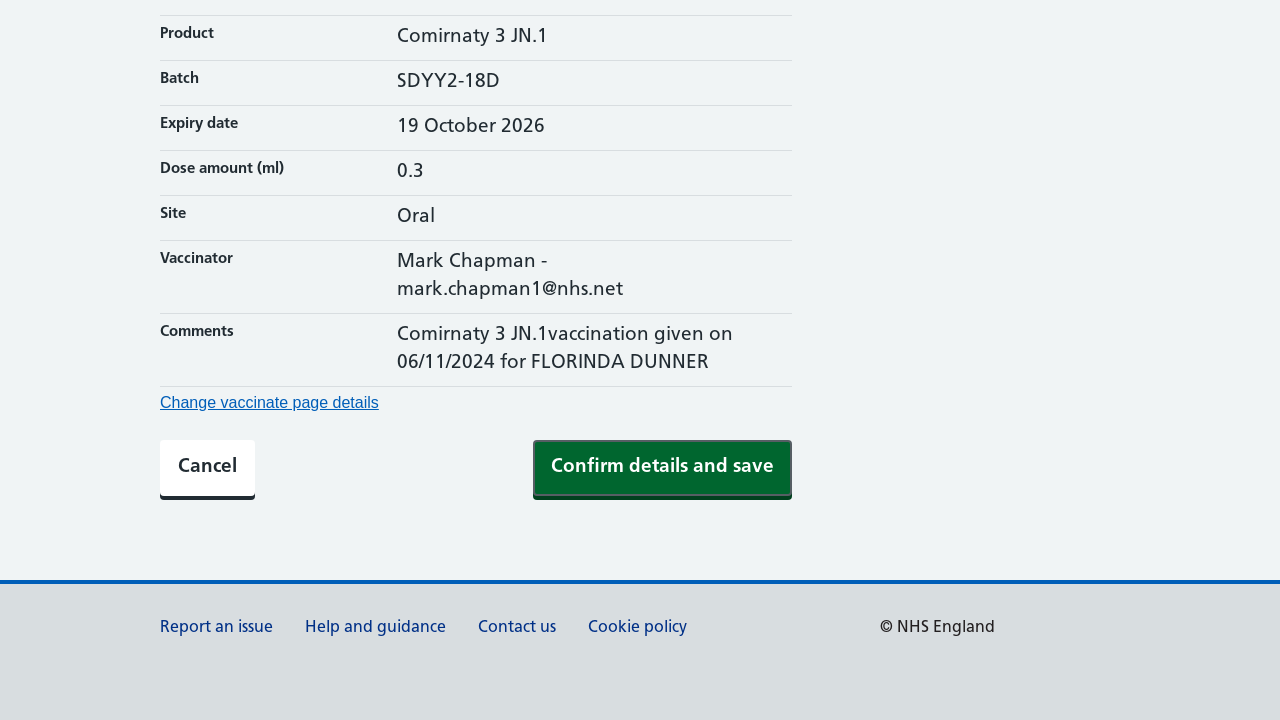 Product Comirnaty 3 JN.1
Batch SDYY2-18D
Expiry date 19 October 2026
Dose amount (ml) 0.3
Site Oral
Vaccinator Mark Chapman -
mark.chapman1@nhs.net
Comments Comirnaty 3 JN.1vaccination given on
06/11/2024 for FLORINDA DUNNER
Change vaccinate page details
Cancel Confirm details and save
Report an issue Help and guidance Contact us Cookie policy © NHS England